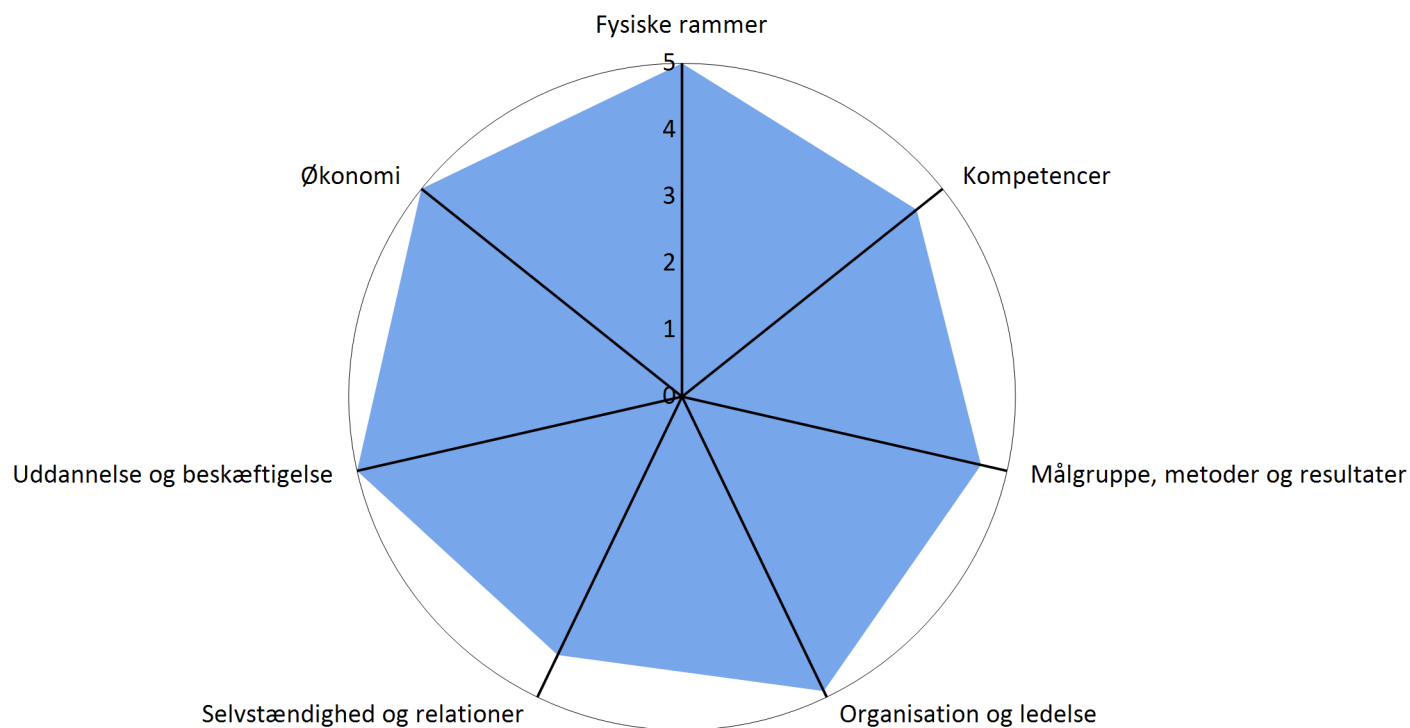 Fysiske rammer
5
4
3
2
1
0
Økonomi
Kompetencer
Uddannelse og beskæftigelse
Målgruppe, metoder og resultater
Selvstændighed og relationer
Organisation og ledelse